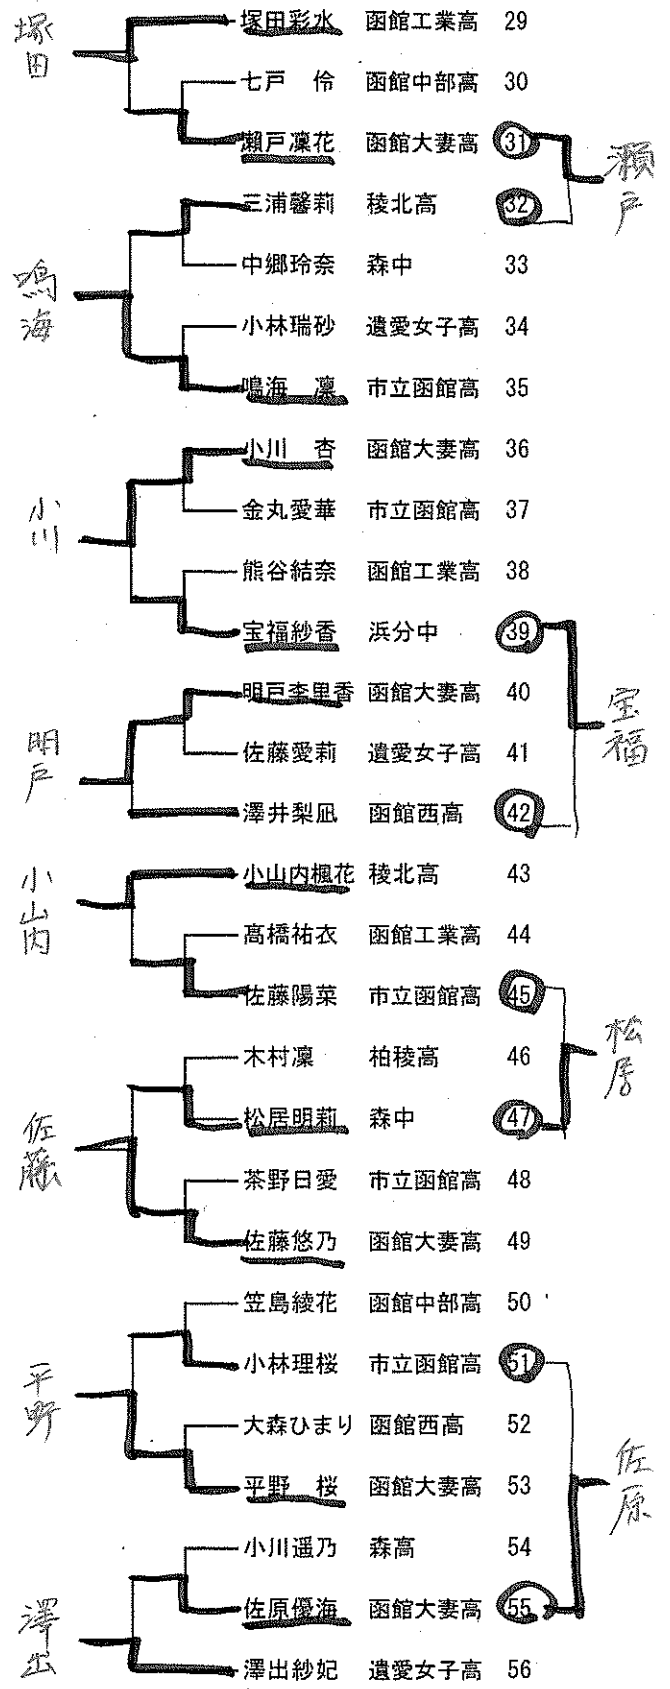 塚田
塚田彩水 函館工業高 29
七戸 伶 函館中部高 30
瀬戸凜花 函館大妻高 31
瀬戸
三浦馨莉 稜北高 32
鳴海
中郷玲奈 森中 33
小林瑞砂 遺愛女子高 34
鳴海 凜 市立函館高 35
小川 杏 函館大妻高 36
小川
金丸愛華 市立函館高 37
熊谷結奈 函館工業高 38
宝福紗香 浜分中 39
明戸李里香 函館大妻高 40
宝福
明戸
佐藤愛莉 遺愛女子高 41
澤井梨凪 函館西高 42
小山内楓花 稜北高 43
小山内
髙橋祐衣 函館工業高 44
佐藤陽菜 市立函館高 45
木村凜 柏稜高 46
松居
松居明莉 森中 47
佐藤
茶野日愛 市立函館高 48
佐藤悠乃 函館大妻高 49
笠島綾花 函館中部高 50
小林理桜 市立函館高 51
平野
大森ひまり 函館西高 52
平野 桜 函館大妻高 53
佐原
小川遥乃 森高 54
佐原優海 函館大妻高 55
澤出
澤出紗妃 遺愛女子高 56